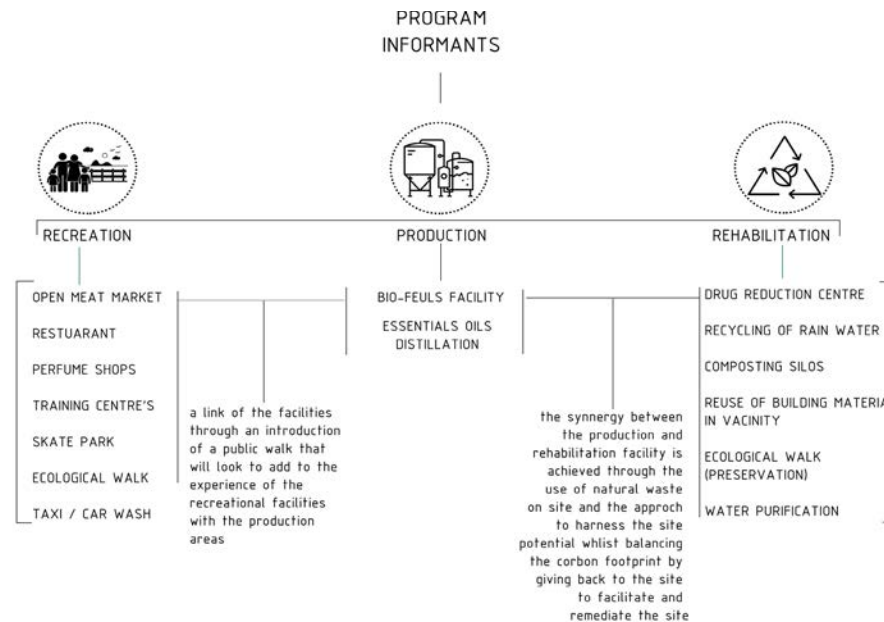 PROGRAM
INFORMANTS
RECREATION
PRODUCTION
REHABILITATION
OPEN MEAT MARKET
RESTUARANT
PERFUME SHOPS
TRAINING CENTRE'S
SKATE PARK
ECOLOGICAL WALK
TAXI / CAR WASH
a link of the facilities
through an introduction
of a public walk that
will look to add to the
experience of the
recreational facilities
with the production
areas
BIO-FEULS FACILITY
ESSENTIALS OILS
DISTILLATION
the synnergy between
the production and
rehabilitation facility is
achieved through the
use of natural waste
on site and the approch
to harness the site
potential whlist balancing
the corbon footprint by
giving back to the site
to facilitate and
remediate the site
DRUG REDUCTION CENTRE
RECYCLING OF RAIN WATER
COMPOSTING SILOS
REUSE OF BUILDING MATERIA
IN VACINITY
ECOLOGICAL WALK
(PRESERVATION)
WATER PURIFICATION